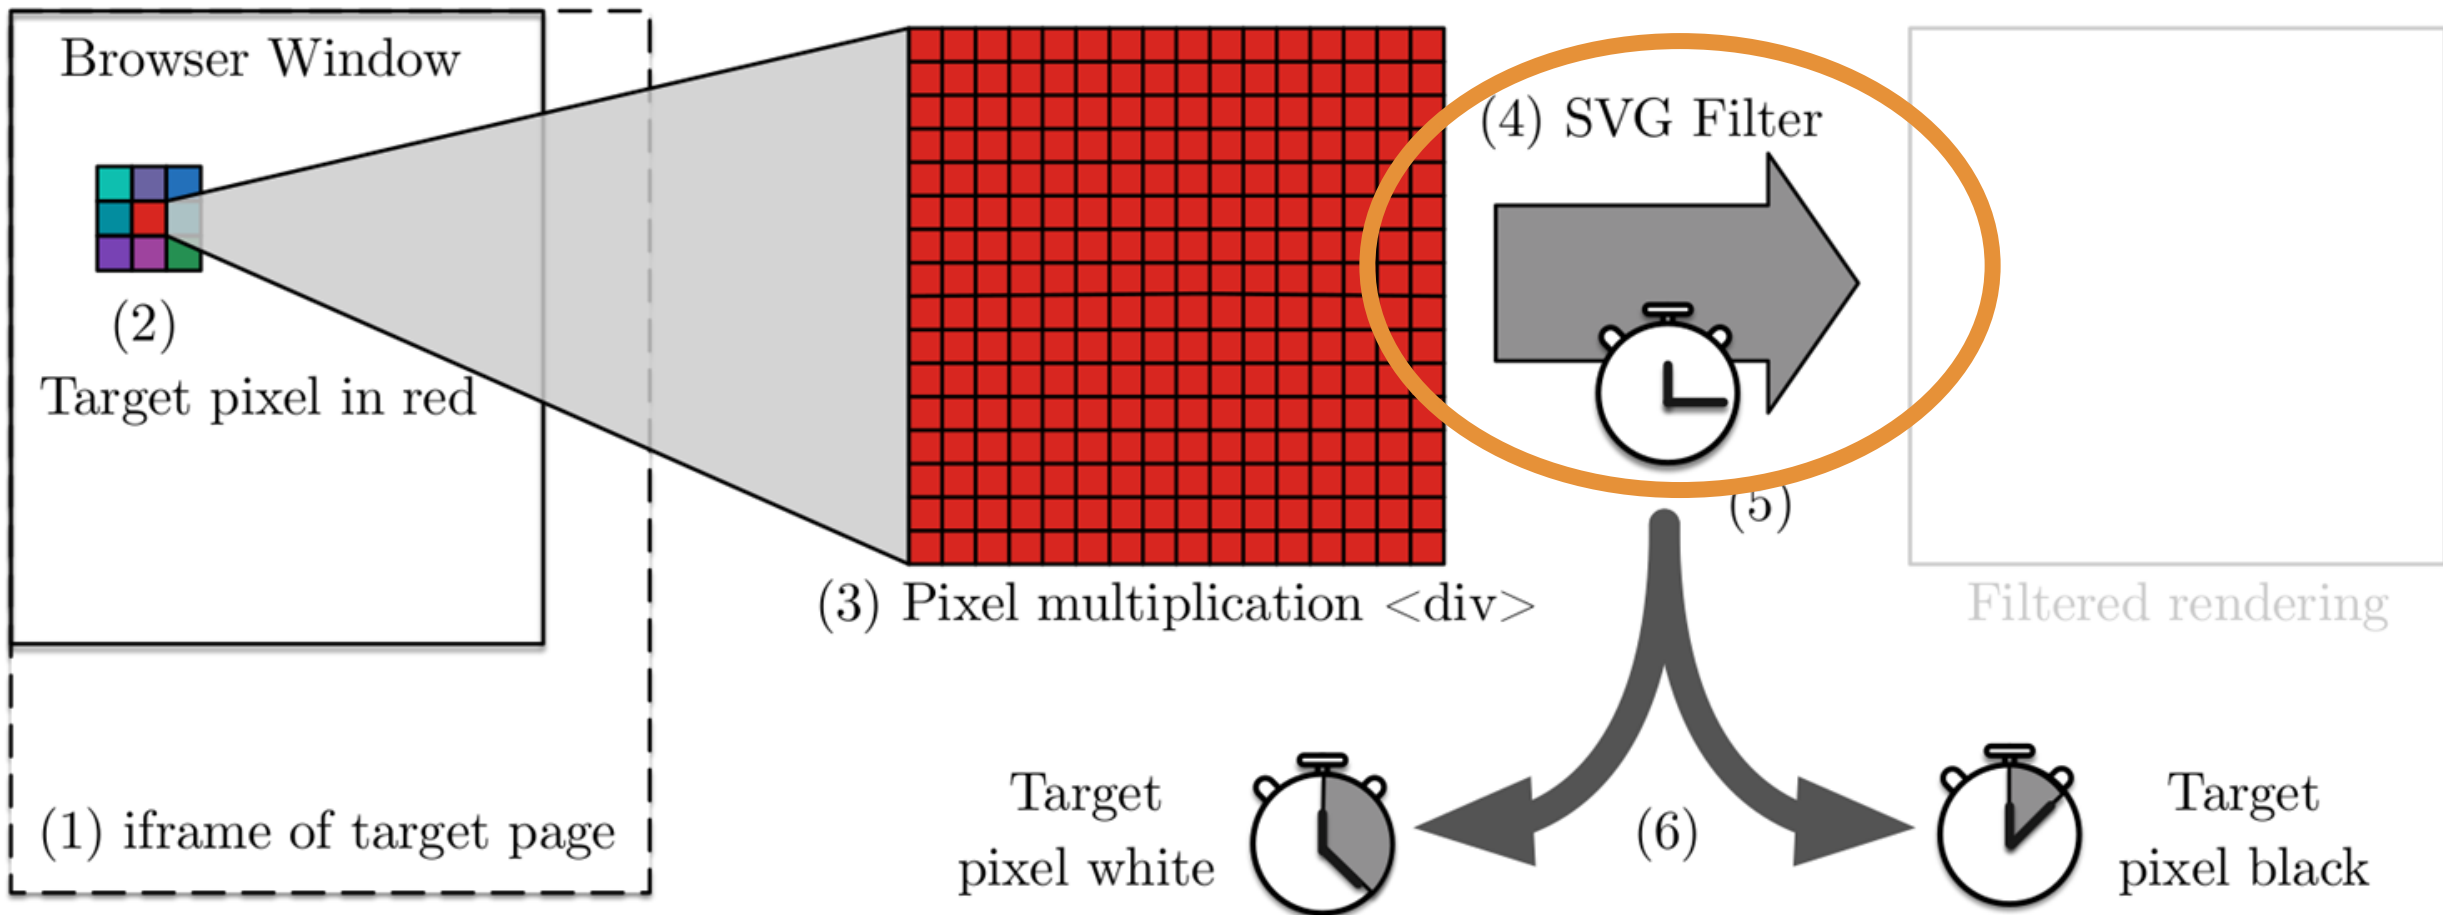 Browser Window
(2)
Target pixel in red
(1) iframe of target page
(3) Pixel multiplication <div>
(4) SVG Filter
(5)
Filtered rendering
Target
pixel white
(6)
Target
pixel black